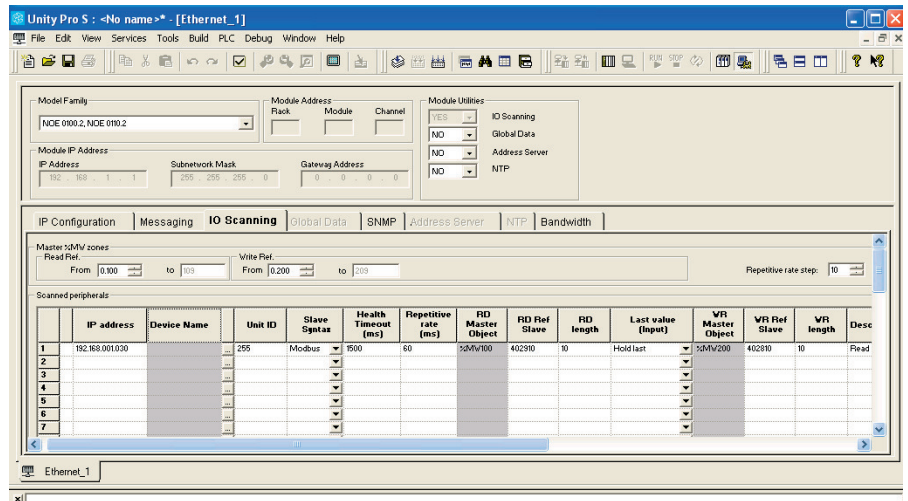 Unity Pro S : <No name>* - [Ethernet_1]
File Edit View Services Tools Build PLC Debug Window Help
RUN STOP
Model Family
NOE 0100.2, NOE 0110.2
Module Address
Rack Module Channel
Module Utilities
YES IO Scanning
NO Global Data
NO Address Server
NO NTP
Module IP Address
IP Address Subnetwork Mask Gateway Address
192 . 168 . 1 . 1 255 . 255 . 255 . 0 0 . 0 . 0 . 0
IP Configuration Messaging IO Scanning Global Data SNMP Address Server NTP Bandwidth
Master %MW zones
Read Ref. Write Ref.
From 0.100 to 109 From 0.200 to 209 Repetitive rate step: 10
Scanned peripherals
IP address Device Name Unit ID Slave Syntax Health Timeout (ms) Repetitive rate (ms) RD Master Object RD Ref Slave RD length Last value (Input) WR Master Object WR Ref Slave WR length Desc
1 192.168.001.030 ... 255 Modbus 1500 60 %MW100 402910 10 Hold last %MW200 402810 10 Read
2 ...
3 ...
4 ...
5 ...
6 ...
7 ...
Ethernet_1